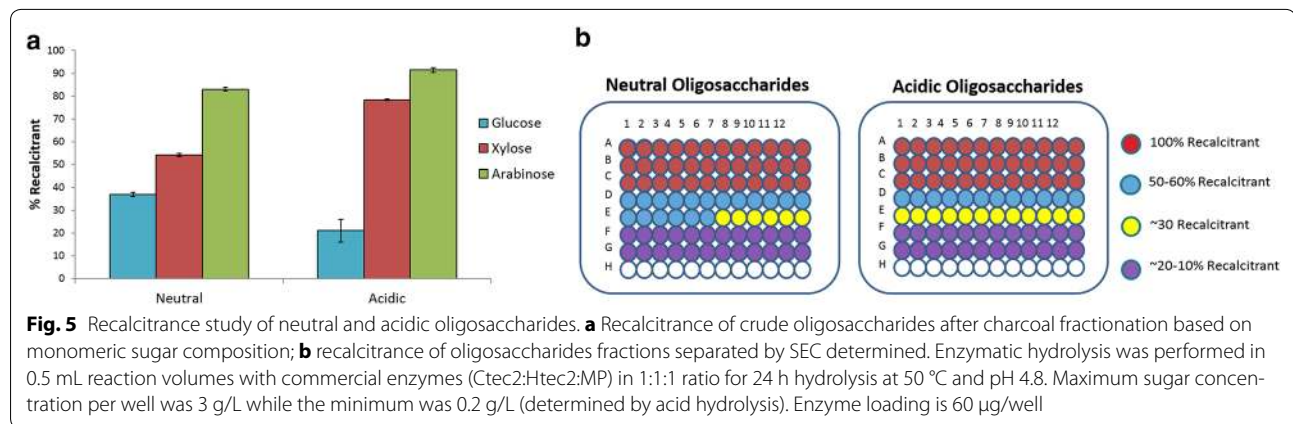 a
% Recalcitrant
100
90
80
70
60
50
40
30
20
10
0
Neutral
Acidic
Glucose
Xylose
Arabinose
b
Neutral Oligosaccharides
1 2 3 4 5 6 7 8 9 10 11 12
A
B
C
D
E
F
G
H
Acidic Oligosaccharides
1 2 3 4 5 6 7 8 9 10 11 12
A
B
C
D
E
F
G
H
100% Recalcitrant
50-60% Recalcitrant
~30 Recalcitrant
~20-10% Recalcitrant
Fig. 5 Recalcitrance study of neutral and acidic oligosaccharides. a Recalcitrance of crude oligosaccharides after charcoal fractionation based on
monomeric sugar composition; b recalcitrance of oligosaccharides fractions separated by SEC determined. Enzymatic hydrolysis was performed in
0.5 mL reaction volumes with commercial enzymes (Ctec2:Htec2:MP) in 1:1:1 ratio for 24 h hydrolysis at 50 °C and pH 4.8. Maximum sugar concen-
tration per well was 3 g/L while the minimum was 0.2 g/L (determined by acid hydrolysis). Enzyme loading is 60 μg/well